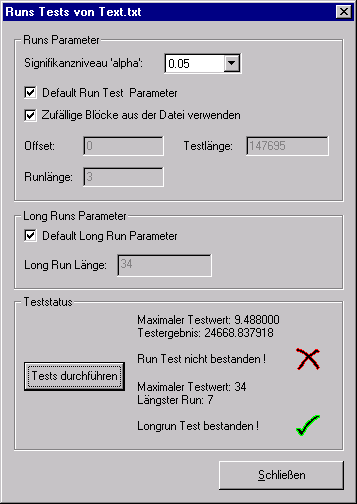 Runs Tests von Text.txt
Runs Parameter
Signifikanzniveau 'alpha': 0.05
Default Run Test Parameter
Zufällige Blöcke aus der Datei verwenden
Offset: 0 Testlänge: 147695
Runlänge: 3
Long Runs Parameter
Default Long Run Parameter
Long Run Länge: 34
Teststatus
Maximaler Testwert: 9.488000
Testergebnis: 24668.837918
Run Test nicht bestanden !
Tests durchführen
Maximaler Testwert: 34
Längster Run: 7
Longrun Test bestanden !
Schließen